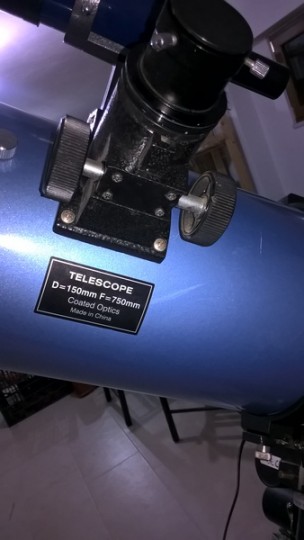 TELESCOPE
D=150mm F=750mm
Coated Optics
Made in China